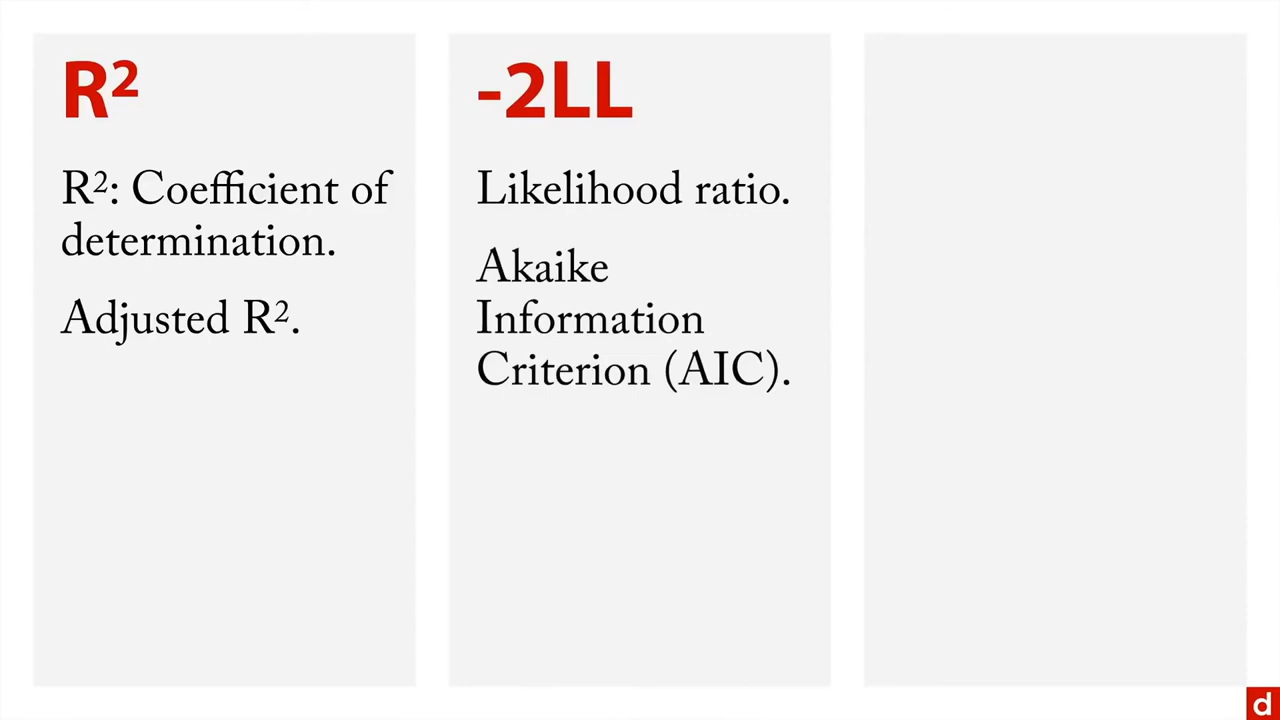 R²
R²: Coefficient of
determination.
Adjusted R².
-2LL
Likelihood ratio.
Akaike
Information
Criterion (AIC).
d